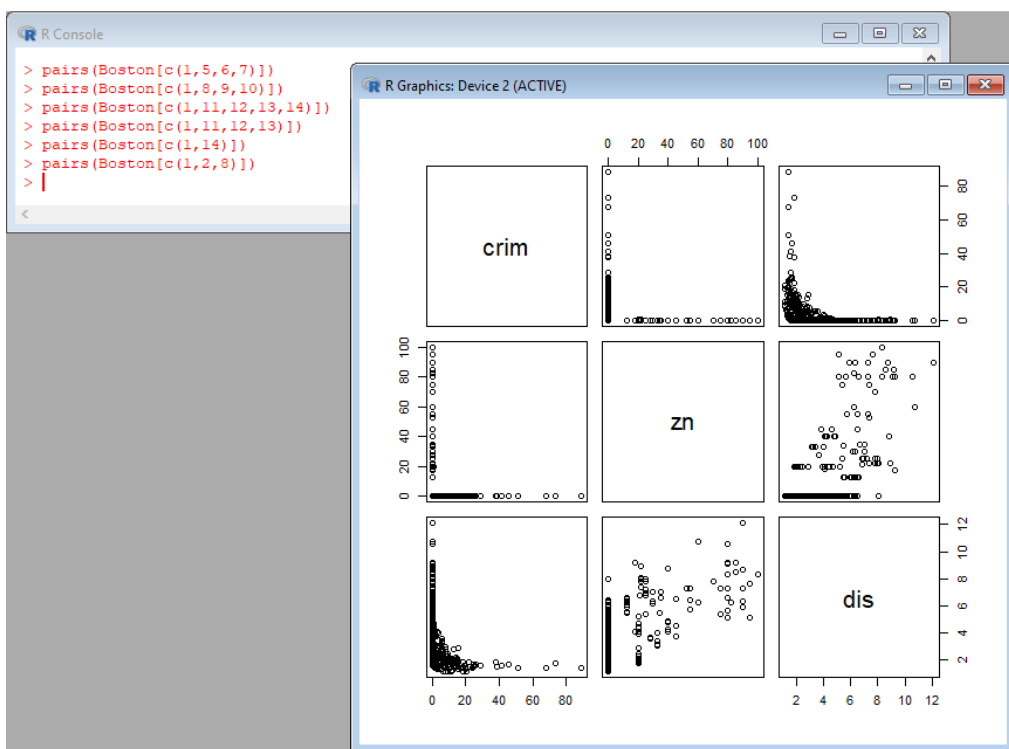 R Console
> pairs(Boston[c(1,5,6,7)])
> pairs(Boston[c(1,8,9,10)])
> pairs(Boston[c(1,11,12,13,14)])
> pairs(Boston[c(1,11,12,13)])
> pairs(Boston[c(1,14)])
> pairs(Boston[c(1,2,8)])
>
R Graphics: Device 2 (ACTIVE)
0 20 40 60 80 100
crim
0 20 40 60 80
0 20 40 60 80 100
zn
dis
2 4 6 8 10 12
0 20 40 60 80
2 4 6 8 10 12